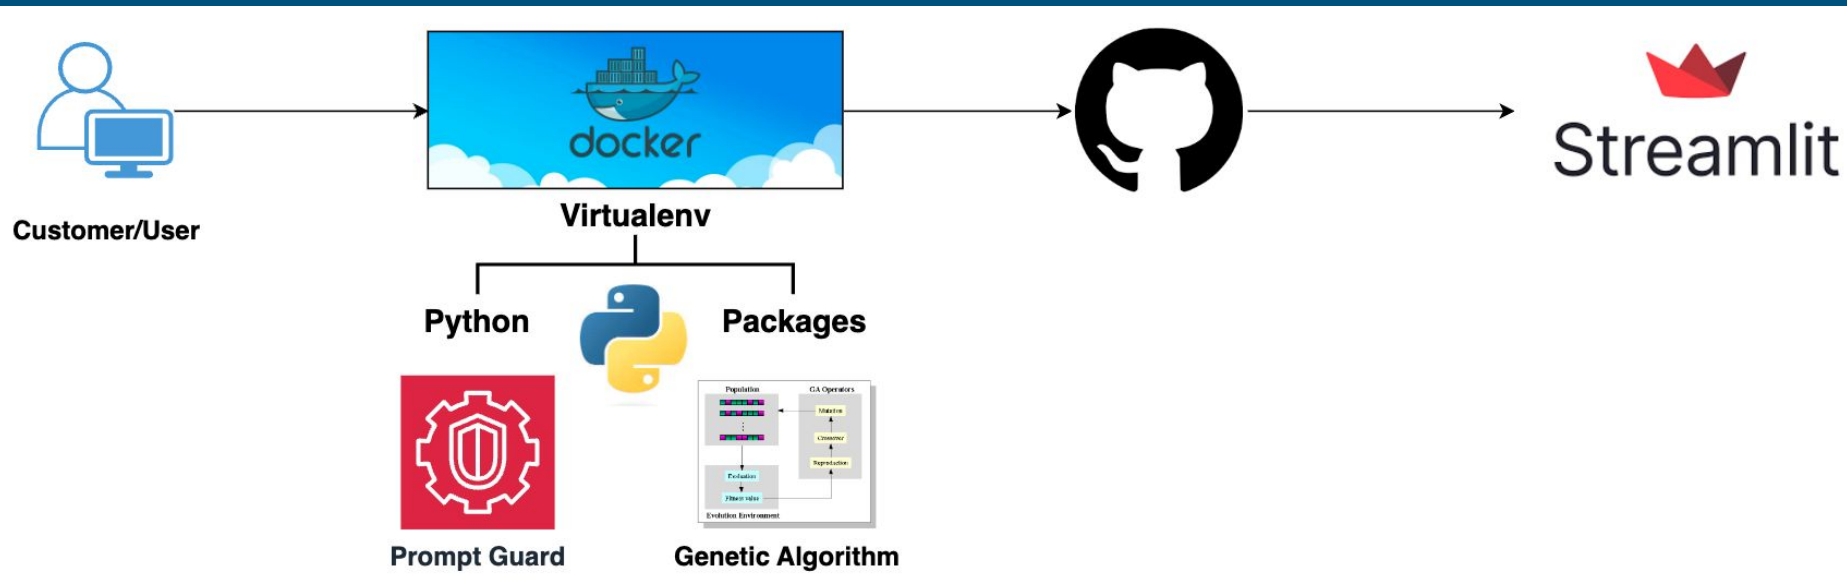 docker
Streamlit
Customer/User
Virtualenv
Python
Packages
Population
GA Operators
Mutation
Crossover
Reproduction
Evaluation
Fitness value
Evolution Environment
Prompt Guard
Genetic Algorithm